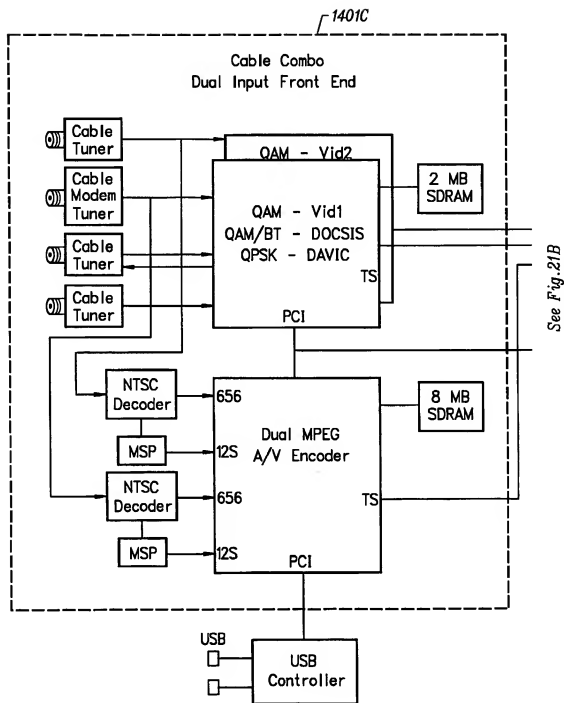 1401C
Cable Combo
Dual Input Front End
Cable
Tuner
Cable
Modem
Tuner
Cable
Tuner
Cable
Tuner
QAM - Vid2
QAM - Vid1
QAM/BT - DOCSIS
QPSK - DAVIC
TS
PCI
2 MB
SDRAM
See Fig.21B
NTSC
Decoder
MSP
NTSC
Decoder
MSP
656
12S
656
12S
Dual MPEG
A/V Encoder
TS
PCI
8 MB
SDRAM
USB
USB
Controller